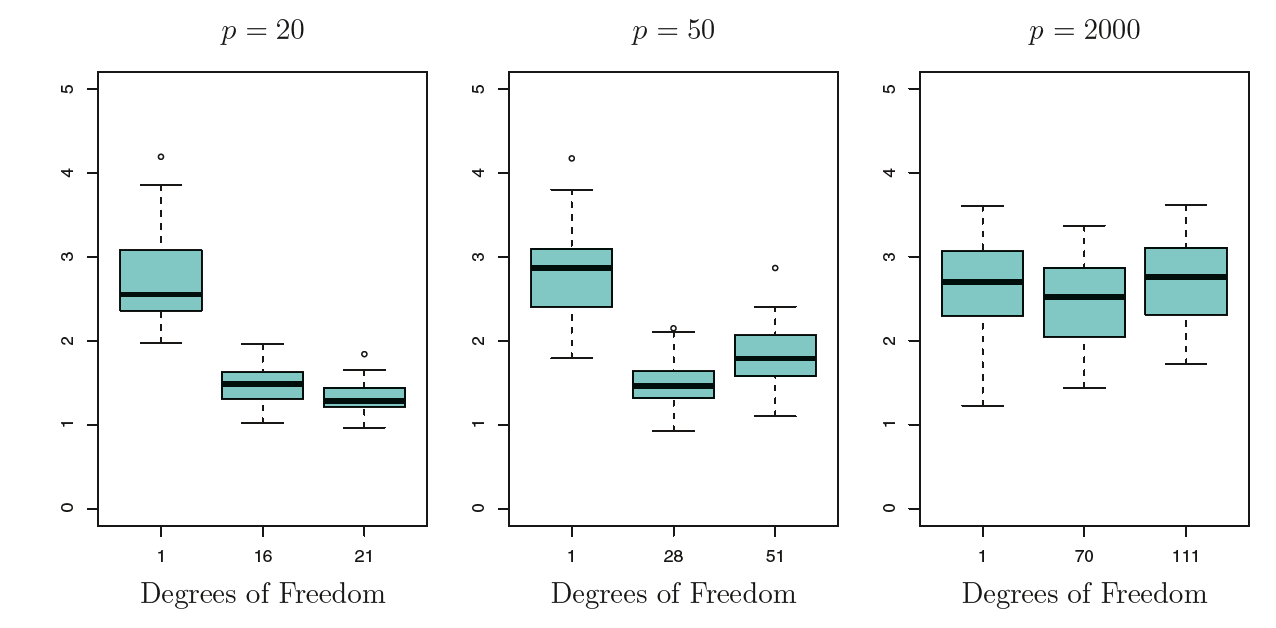 p = 20 p = 50 p = 2000
5 5 5
4 4 4
3 3 3
2 2 2
1 1 1
0 0 0
1 16 21 1 28 51 1 70 111
Degrees of Freedom Degrees of Freedom Degrees of Freedom